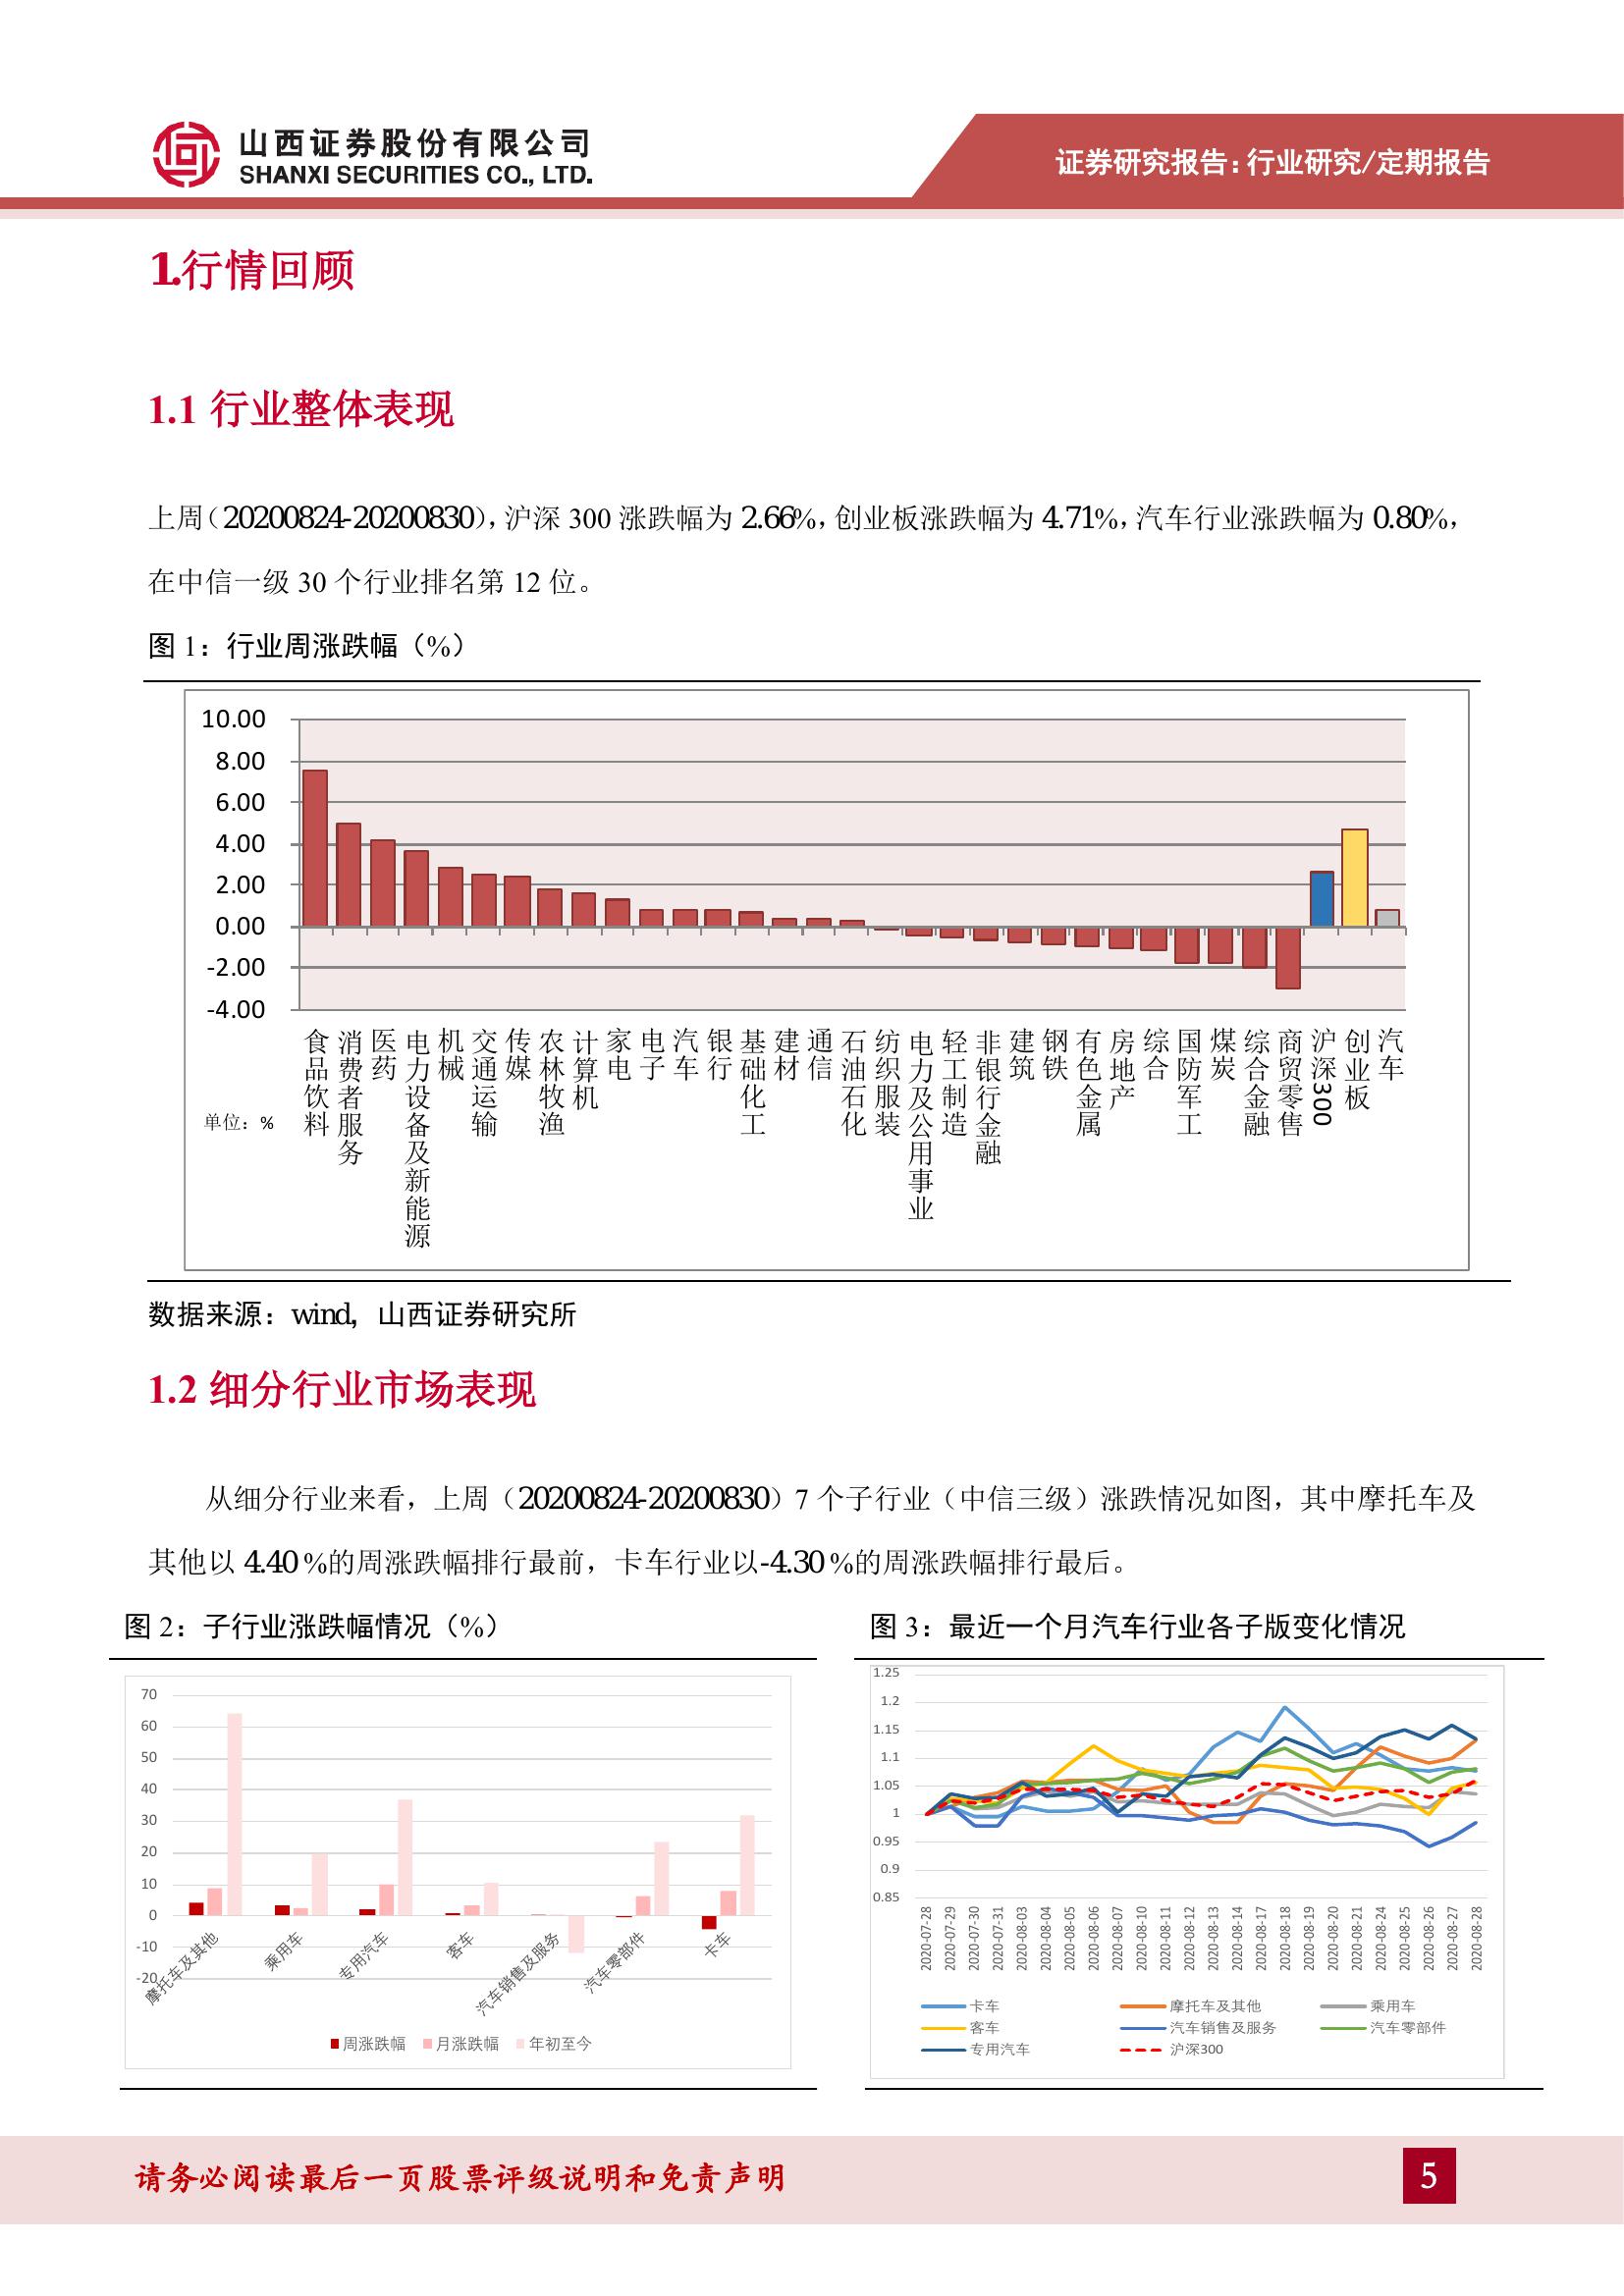 山西证券股份有限公司
SHANXI SECURITIES CO., LTD.
证券研究报告：行业研究/定期报告
1.行情回顾
1.1 行业整体表现
上周（20200824-20200830），沪深 300 涨跌幅为 2.66%，创业板涨跌幅为 4.71%，汽车行业涨跌幅为 0.80%，
在中信一级 30 个行业排名第 12 位。
图 1：行业周涨跌幅（%）
10.00
8.00
6.00
4.00
2.00
0.00
-2.00
-4.00
单位：%
食品饮料
消费者服务
医药
电力设备及新能源
机械
交通运输
传媒
农林牧渔
计算机
家电
电子
汽车
银行
基础化工
建材
通信
石油石化
纺织服装
电力及公用事业
轻工制造
非银行金融
建筑
钢铁
有色金属
房地产
综合
国防军工
煤炭
综合金融
商贸零售
沪深300
创业板
汽车
数据来源：wind，山西证券研究所
1.2 细分行业市场表现
从细分行业来看，上周（20200824-20200830）7 个子行业（中信三级）涨跌情况如图，其中摩托车及
其他以 4.40 %的周涨跌幅排行最前，卡车行业以-4.30 %的周涨跌幅排行最后。
图 2：子行业涨跌幅情况（%）
70
60
50
40
30
20
10
0
-10
-20
摩托车及其他
乘用车
专用汽车
客车
汽车销售及服务
汽车零部件
卡车
周涨跌幅 月涨跌幅 年初至今
图 3：最近一个月汽车行业各子版变化情况
1.25
1.2
1.15
1.1
1.05
1
0.95
0.9
0.85
2020-07-28
2020-07-29
2020-07-30
2020-07-31
2020-08-03
2020-08-04
2020-08-05
2020-08-06
2020-08-07
2020-08-10
2020-08-11
2020-08-12
2020-08-13
2020-08-14
2020-08-17
2020-08-18
2020-08-19
2020-08-20
2020-08-21
2020-08-24
2020-08-25
2020-08-26
2020-08-27
2020-08-28
卡车 摩托车及其他 乘用车
客车 汽车销售及服务 汽车零部件
专用汽车 沪深300
请务必阅读最后一页股票评级说明和免责声明
5